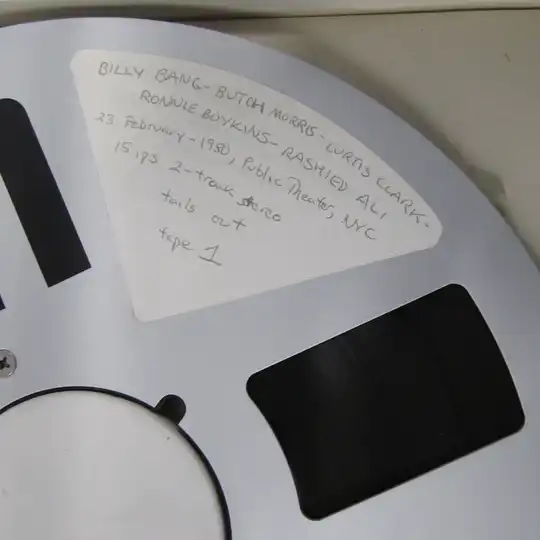 BILLY BANG - BUTCH MORRIS - CURTIS CLARK -
RONNIE BOYKINS - RASHIED ALI
23 February - 1980, Public Theater, NYC
15 ips 2-track stereo
tails out
tape 1